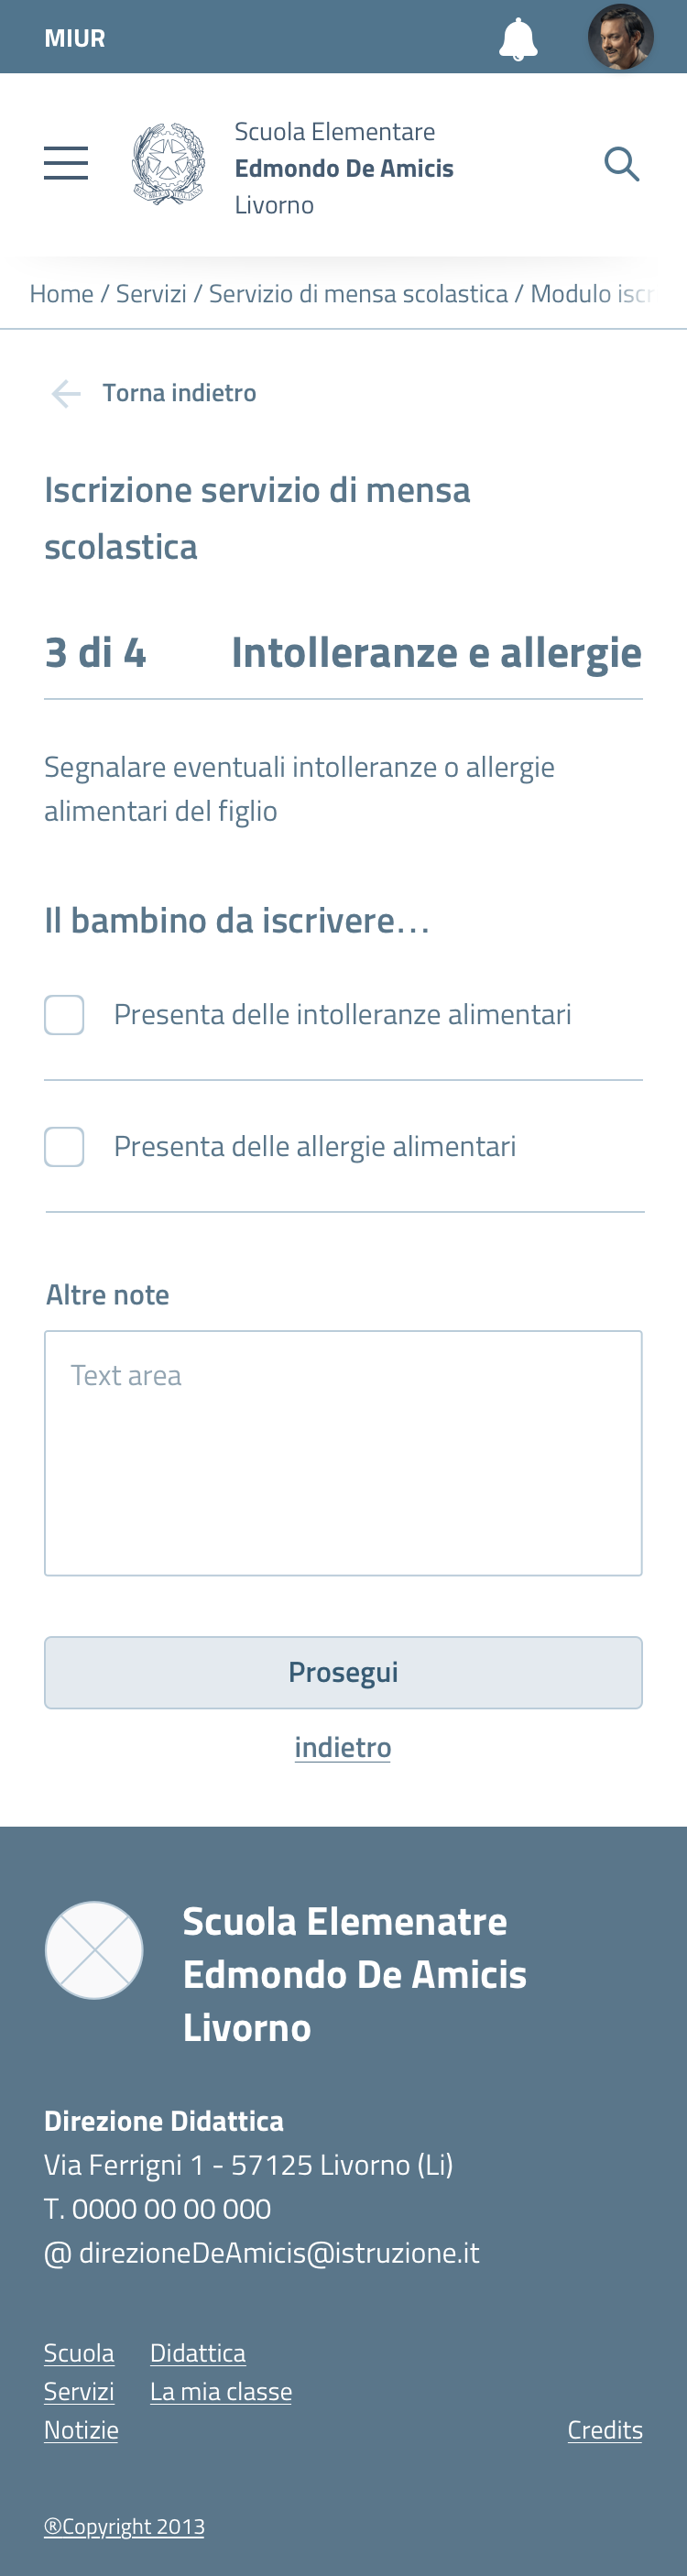 MIUR
Scuola Elementare
Edmondo De Amicis
Livorno
Home / Servizi / Servizio di mensa scolastica / Modulo iscr
Torna indietro
Iscrizione servizio di mensa
scolastica
3 di 4 Intolleranze e allergie
Segnalare eventuali intolleranze o allergie
alimentari del figlio
Il bambino da iscrivere...
Presenta delle intolleranze alimentari
Presenta delle allergie alimentari
Altre note
Text area
Prosegui
indietro
Scuola Elemenatre
Edmondo De Amicis
Livorno
Direzione Didattica
Via Ferrigni 1 - 57125 Livorno (Li)
T. 0000 00 00 000
@ direzioneDeAmicis@istruzione.it
Scuola Didattica
Servizi La mia classe
Notizie Credits
®Copyright 2013